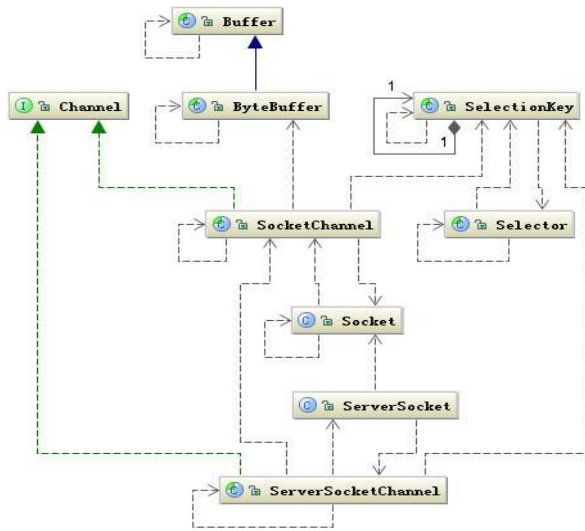 Buffer
Channel
ByteBuffer
SelectionKey
1
1
SocketChannel
Selector
Socket
ServerSocket
ServerSocketChannel